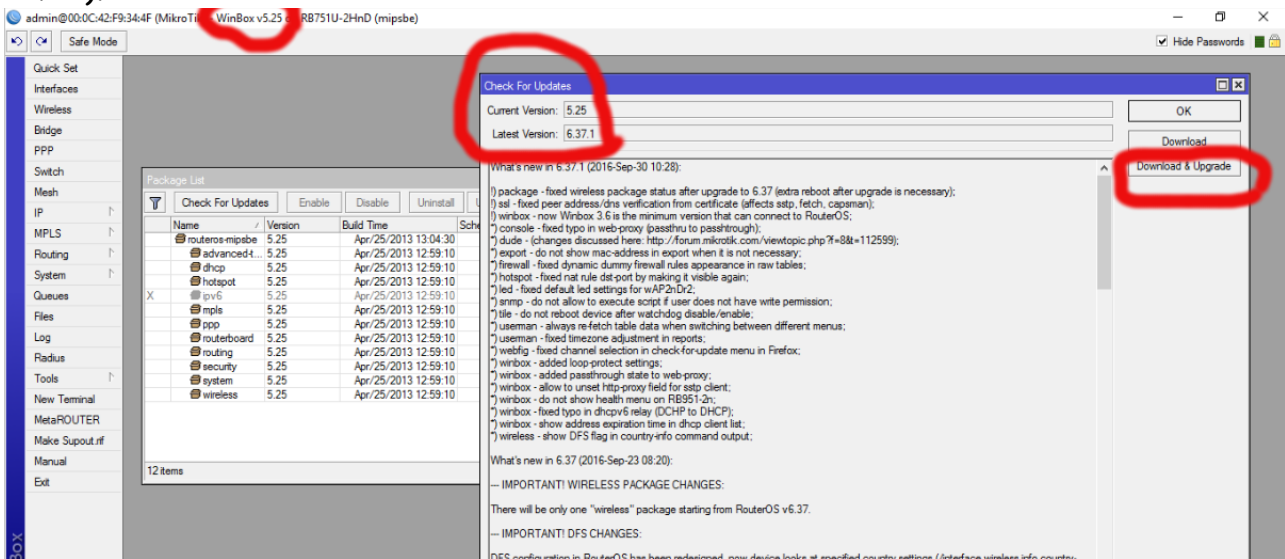 admin@00:0C:42:F9:34:4F (MikroTi WinBox v5.25 RB751U-2HnD (mipsbe)
Safe Mode
Hide Passwords
Quick Set
Interfaces
Wireless
Bridge
PPP
Switch
Mesh
IP
MPLS
Routing
System
Queues
Files
Log
Radius
Tools
New Terminal
MetaROUTER
Make Supout.rif
Manual
Exit
Package List
Check For Updates Enable Disable Uninstall
Name Version Build Time
routeros-mipsbe 5.25 Apr/25/2013 13:04:30
advanced-t... 5.25 Apr/25/2013 12:59:10
dhcp 5.25 Apr/25/2013 12:59:10
hotspot 5.25 Apr/25/2013 12:59:10
X ipv6 5.25 Apr/25/2013 12:59:10
mpls 5.25 Apr/25/2013 12:59:10
ppp 5.25 Apr/25/2013 12:59:10
routerboard 5.25 Apr/25/2013 12:59:10
routing 5.25 Apr/25/2013 12:59:10
security 5.25 Apr/25/2013 12:59:10
system 5.25 Apr/25/2013 12:59:10
wireless 5.25 Apr/25/2013 12:59:10
12 items
Check For Updates
Current Version: 5.25
Latest Version: 6.37.1
OK
Download
Download & Upgrade
What's new in 6.37.1 (2016-Sep-30 10:28):
!) package - fixed wireless package status after upgrade to 6.37 (extra reboot after upgrade is necessary);
!) ssl - fixed peer address/dns verification from certificate (affects sstp, fetch, capsman);
!) winbox - now Winbox 3.6 is the minimum version that can connect to RouterOS;
*) console - fixed typo in web-proxy (passthru to passhtrough);
*) dude - (changes discussed here: http://forum.mikrotik.com/viewtopic.php?f=8&t=112599);
*) export - do not show mac-address in export when it is not necessary;
*) firewall - fixed dynamic dummy firewall rules appearance in raw tables;
*) hotspot - fixed nat rule dst-port by making it visible again;
*) led - fixed default led settings for wAP2nDr2;
*) snmp - do not allow to execute script if user does not have write permission;
*) tile - do not reboot device after watchdog disable/enable;
*) userman - always re-fetch table data when switching between different menus;
*) userman - fixed timezone adjustment in reports;
*) webfig - fixed channel selection in check-for-update menu in Firefox;
*) winbox - added loop-protect settings;
*) winbox - added passthrough state to web-proxy;
*) winbox - allow to unset http-proxy field for sstp client;
*) winbox - do not show health menu on RB951-2n;
*) winbox - fixed typo in dhcpv6 relay (DCHP to DHCP);
*) winbox - show address expiration time in dhcp client list;
*) wireless - show DFS flag in country-info command output;
What's new in 6.37 (2016-Sep-23 08:20):
--- IMPORTANT! WIRELESS PACKAGE CHANGES:
There will be only one "wireless" package starting from RouterOS v6.37.
--- IMPORTANT! DFS CHANGES:
DFS configuration in RouterOS has been redesigned, now device looks at specified country settings (/interface wireless info country-